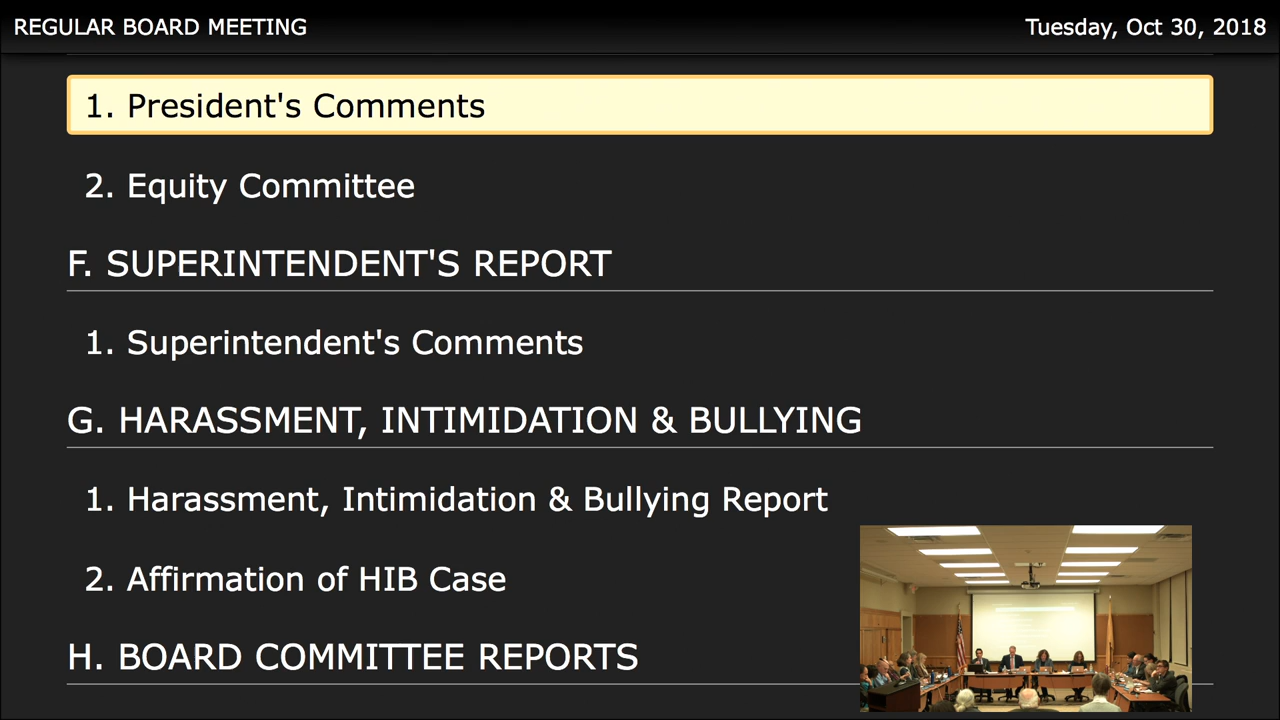 REGULAR BOARD MEETING
Tuesday, Oct 30, 2018
1. President's Comments
2. Equity Committee
F. SUPERINTENDENT'S REPORT
1. Superintendent's Comments
G. HARASSMENT, INTIMIDATION & BULLYING
1. Harassment, Intimidation & Bullying Report
2. Affirmation of HIB Case
H. BOARD COMMITTEE REPORTS